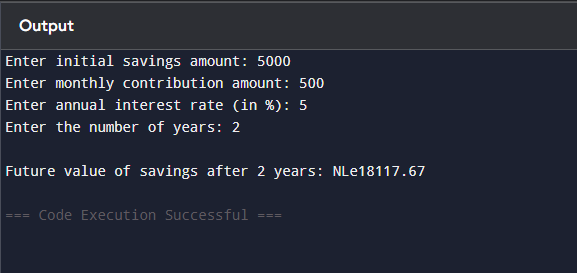 Output
Enter initial savings amount: 5000
Enter monthly contribution amount: 500
Enter annual interest rate (in %): 5
Enter the number of years: 2
Future value of savings after 2 years: NLe18117.67
=== Code Execution Successful ===